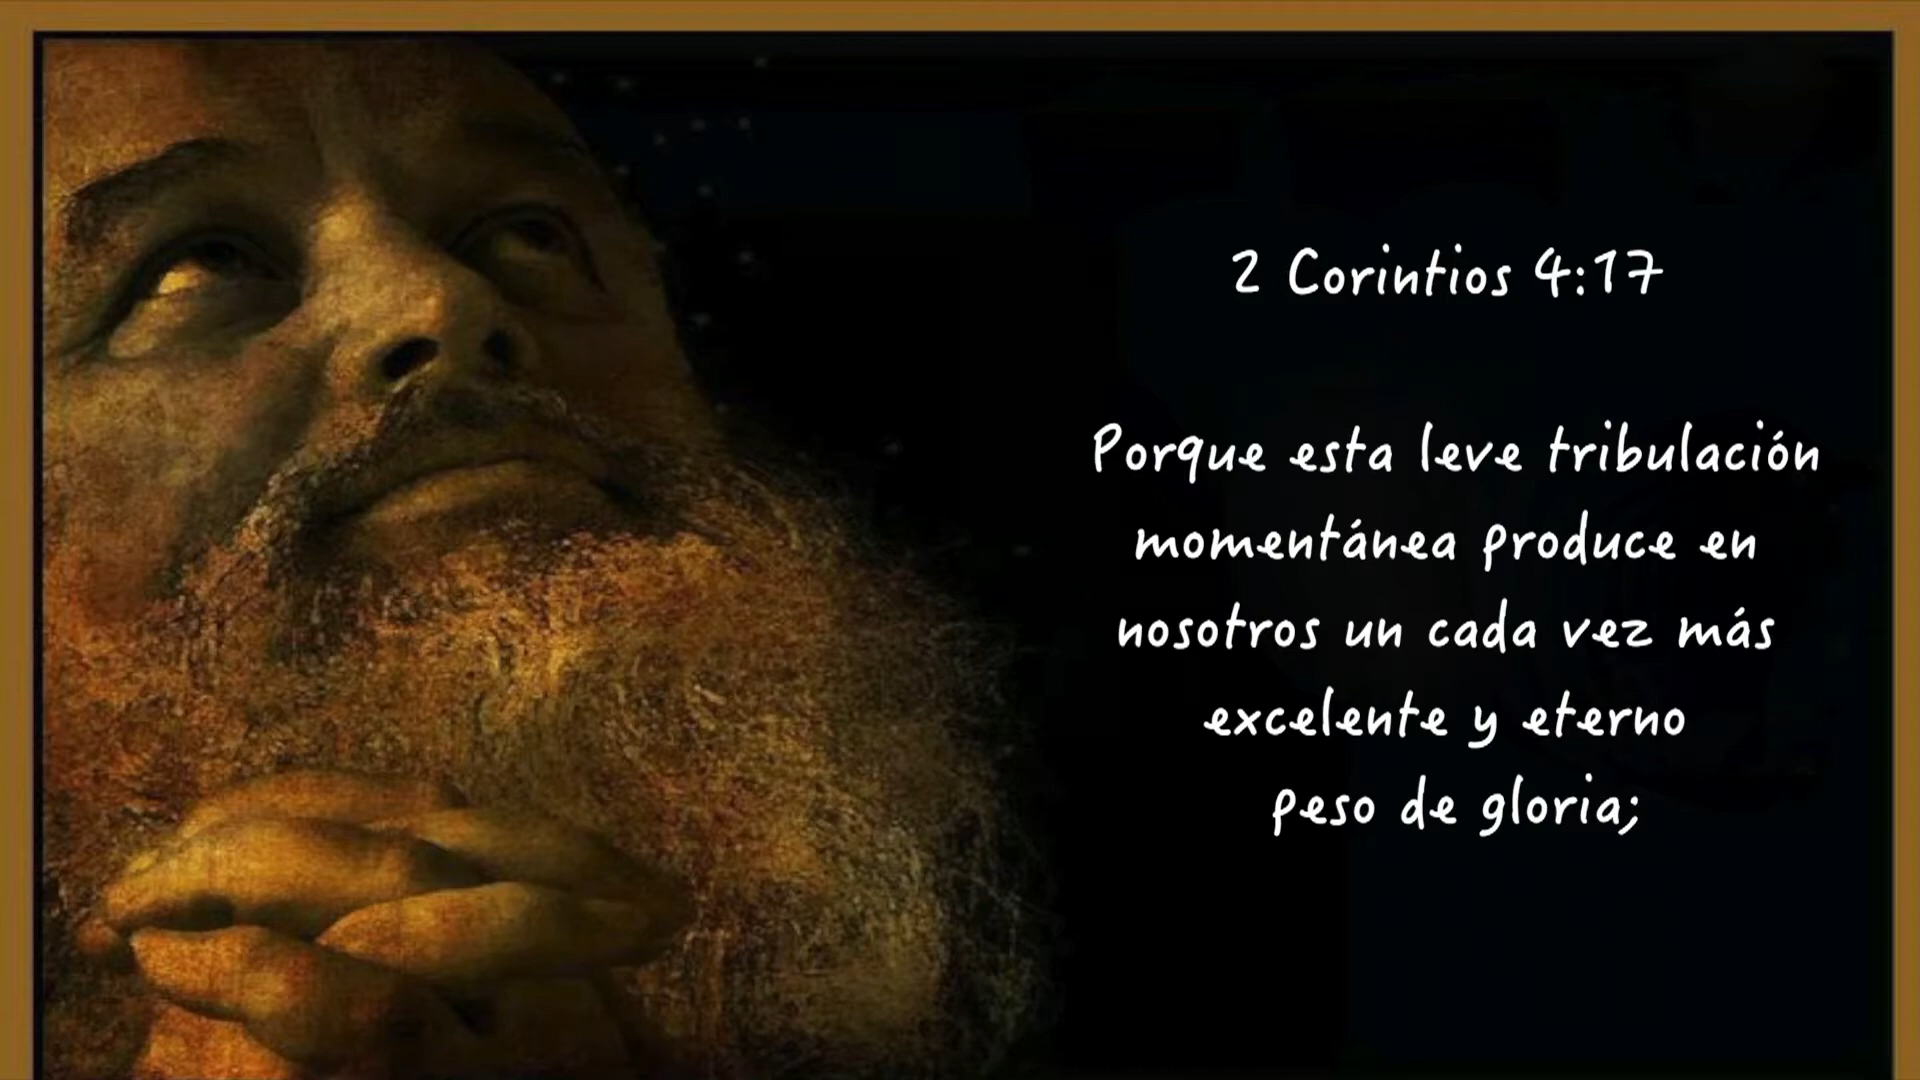 2 Corintios 4:17
Porque esta leve tribulación
momentánea produce en
nosotros un cada vez más
excelente y eterno
peso de gloria;